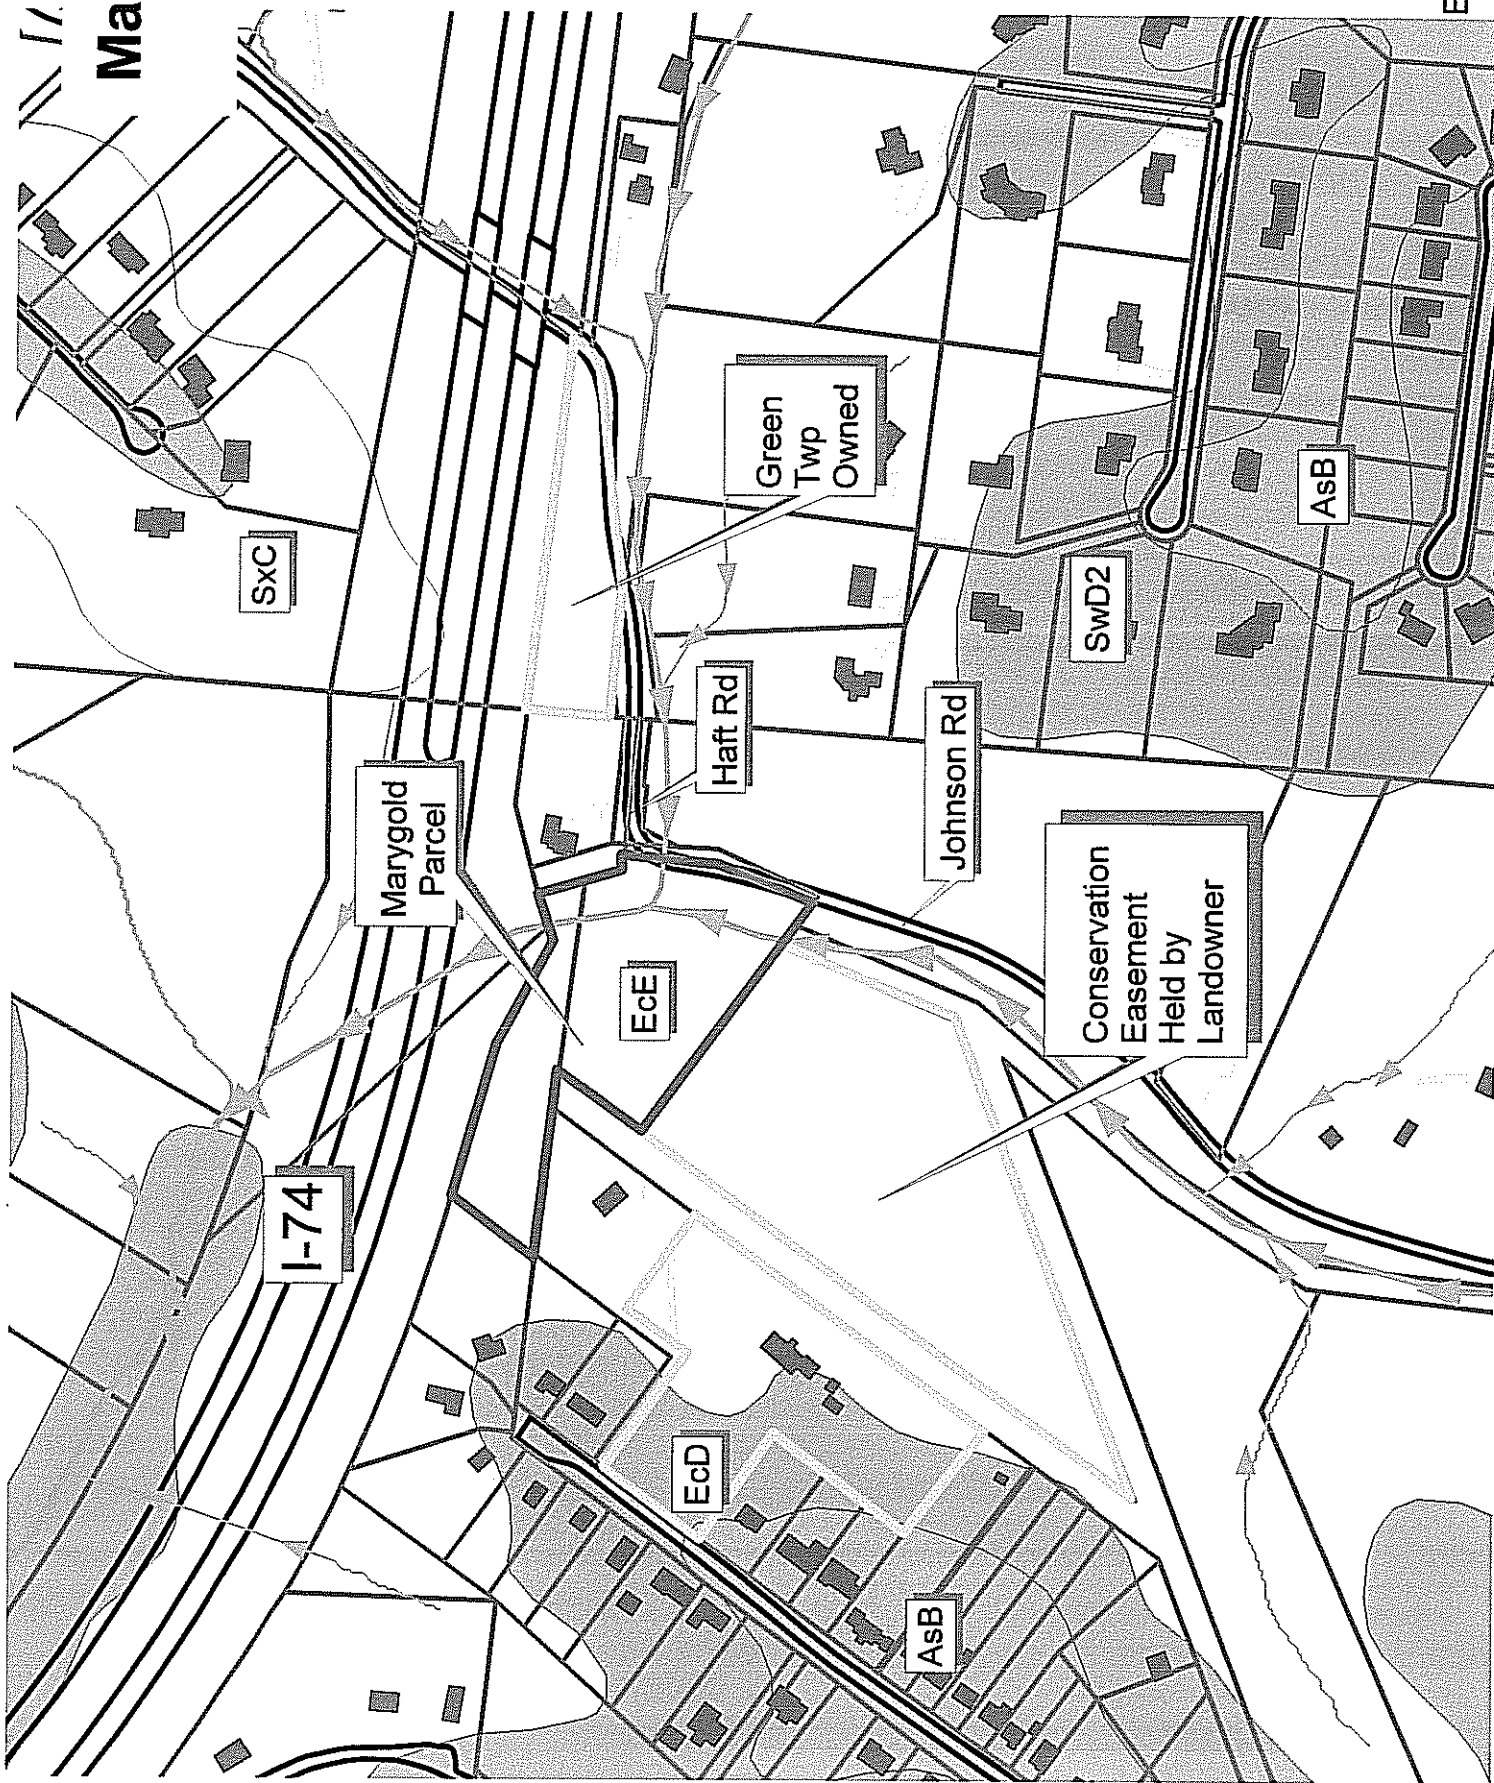 Ma
I-74
SxC
Marygold
Parcel
Green
Twp
Owned
Haft Rd
EcE
Johnson Rd
Conservation
Easement
Held by
Landowner
SwD2
AsB
EcD
AsB